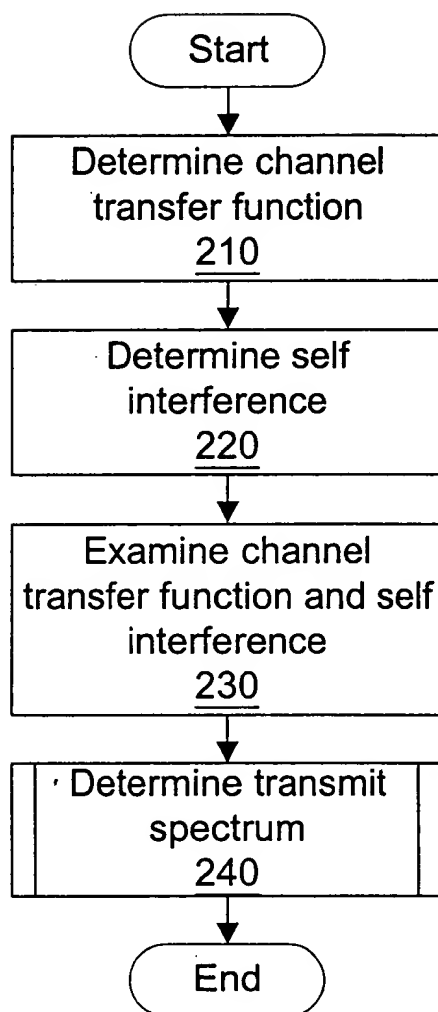 Start
Determine channel
transfer function
210
Determine self
interference
220
Examine channel
transfer function and self
interference
230
Determine transmit
spectrum
240
End